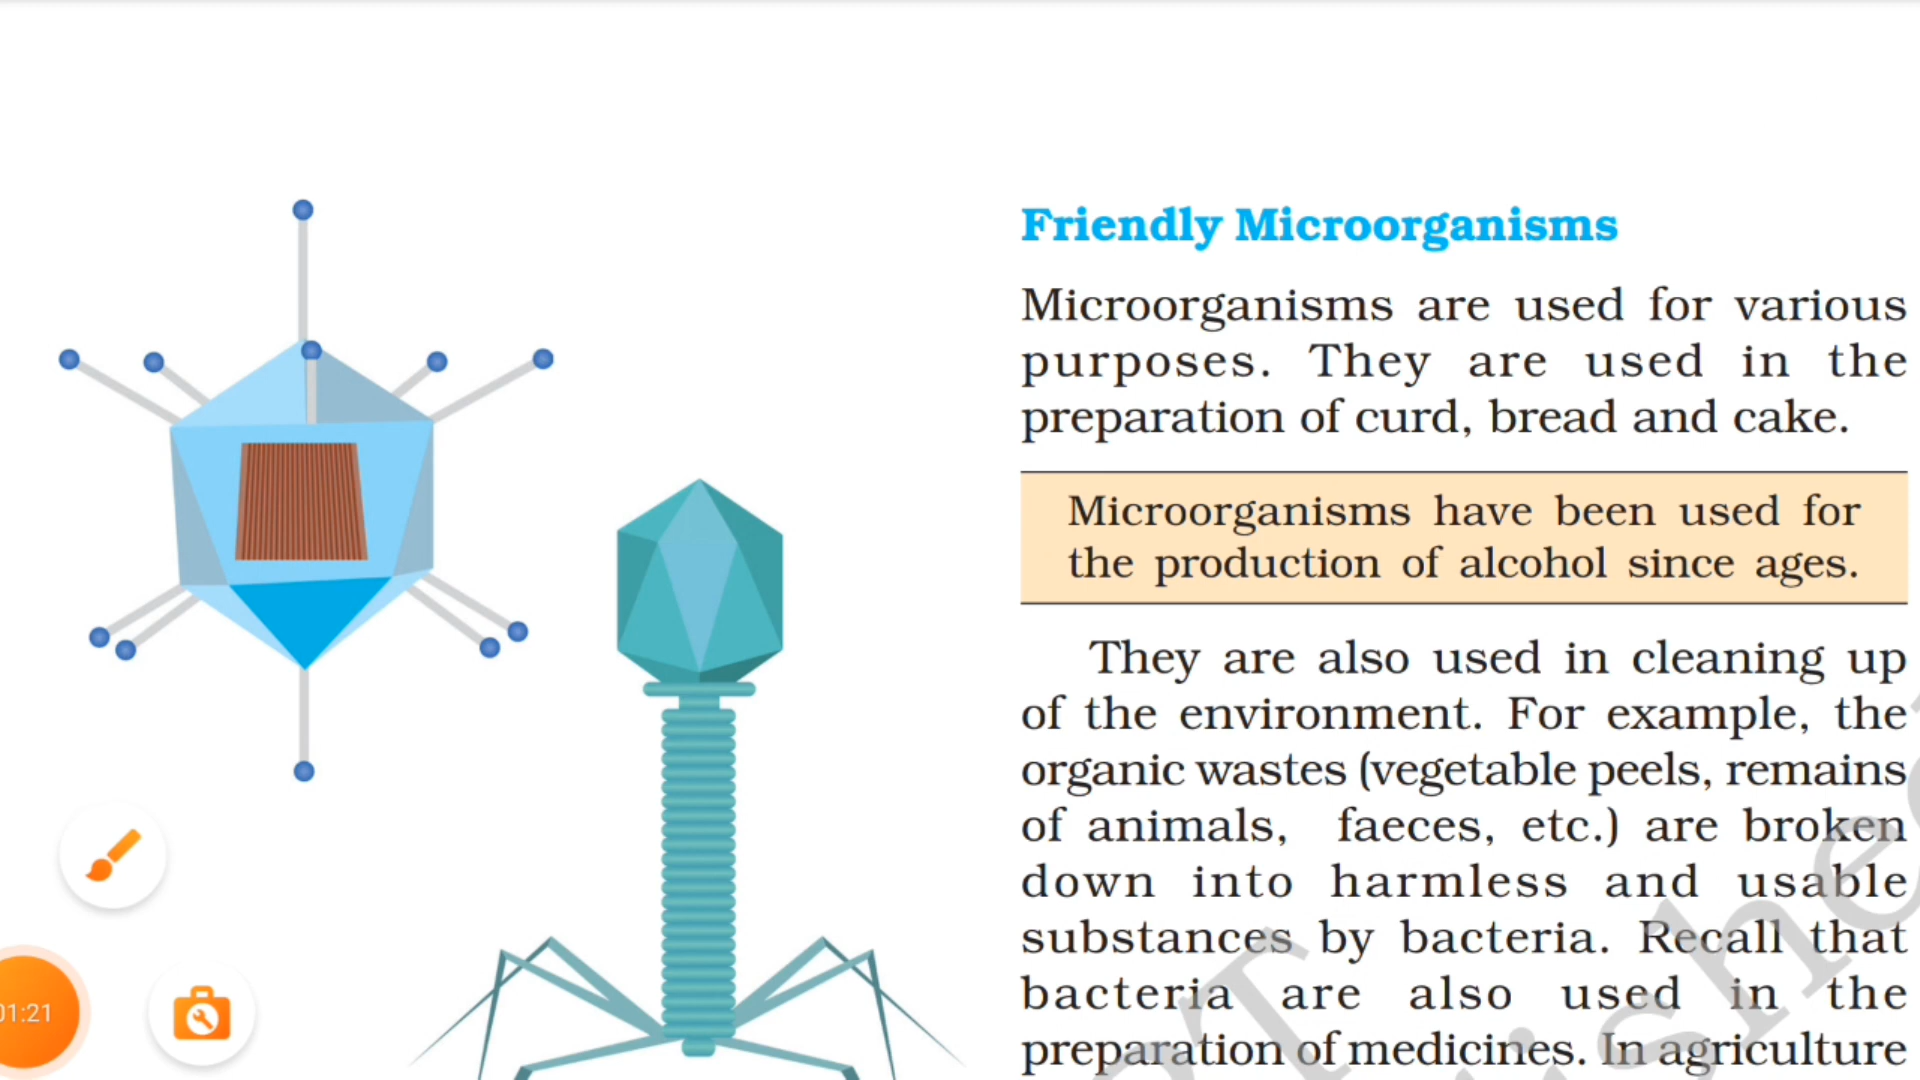 Friendly Microorganisms
Microorganisms are used for various
purposes. They are used in the
preparation of curd, bread and cake.
Microorganisms have been used for
the production of alcohol since ages.
They are also used in cleaning up
of the environment. For example, the
organic wastes (vegetable peels, remains
of animals, faeces, etc.) are broken
down into harmless and usable
substances by bacteria. Recall that
bacteria are also used in the
preparation of medicines. In agriculture
01:21